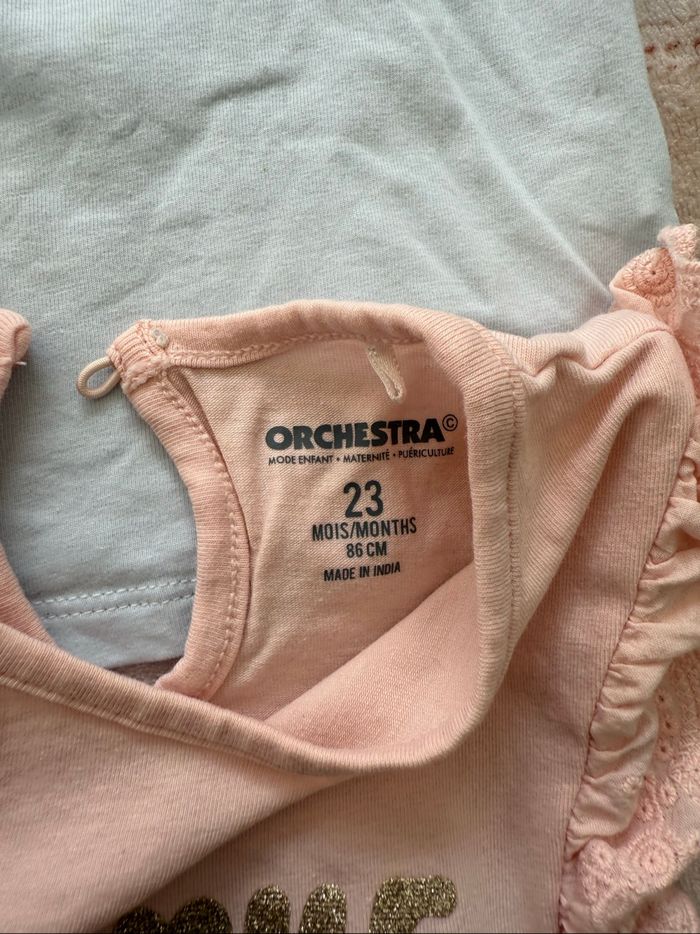 ORCHESTRA©
MODE ENFANT • MATERNITÉ • PUÉRICULTURE
23
MOIS/MONTHS
86 CM
MADE IN INDIA